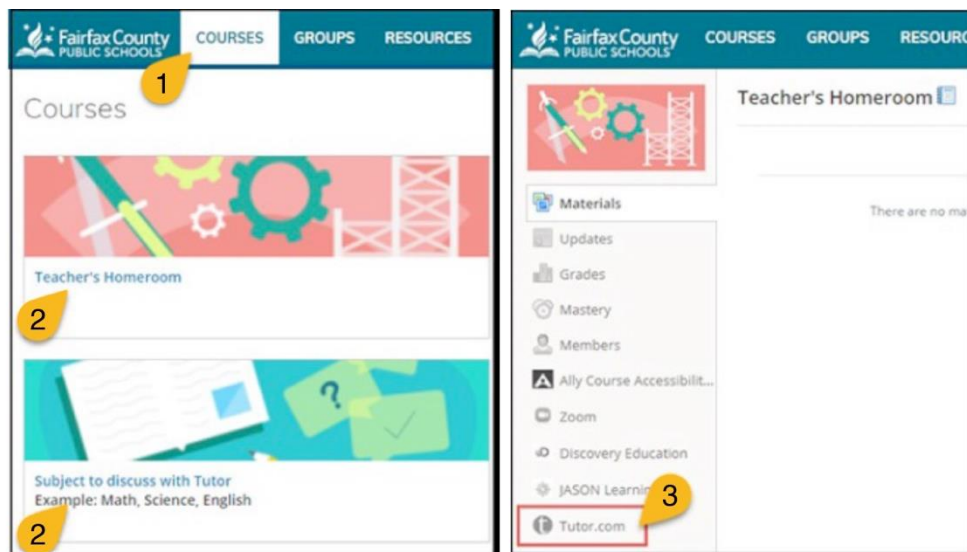 Fairfax County
PUBLIC SCHOOLS
COURSES
GROUPS
RESOURCES
1
Courses
Teacher's Homeroom
2
?
Subject to discuss with Tutor
Example: Math, Science, English
2
Fairfax County
PUBLIC SCHOOLS
COURSES
GROUPS
RESOURC
Teacher's Homeroom
Materials
There are no ma
Updates
Grades
Mastery
Members
A Ally Course Accessibilit...
Zoom
Discovery Education
JASON Learnin
3
t Tutor.com